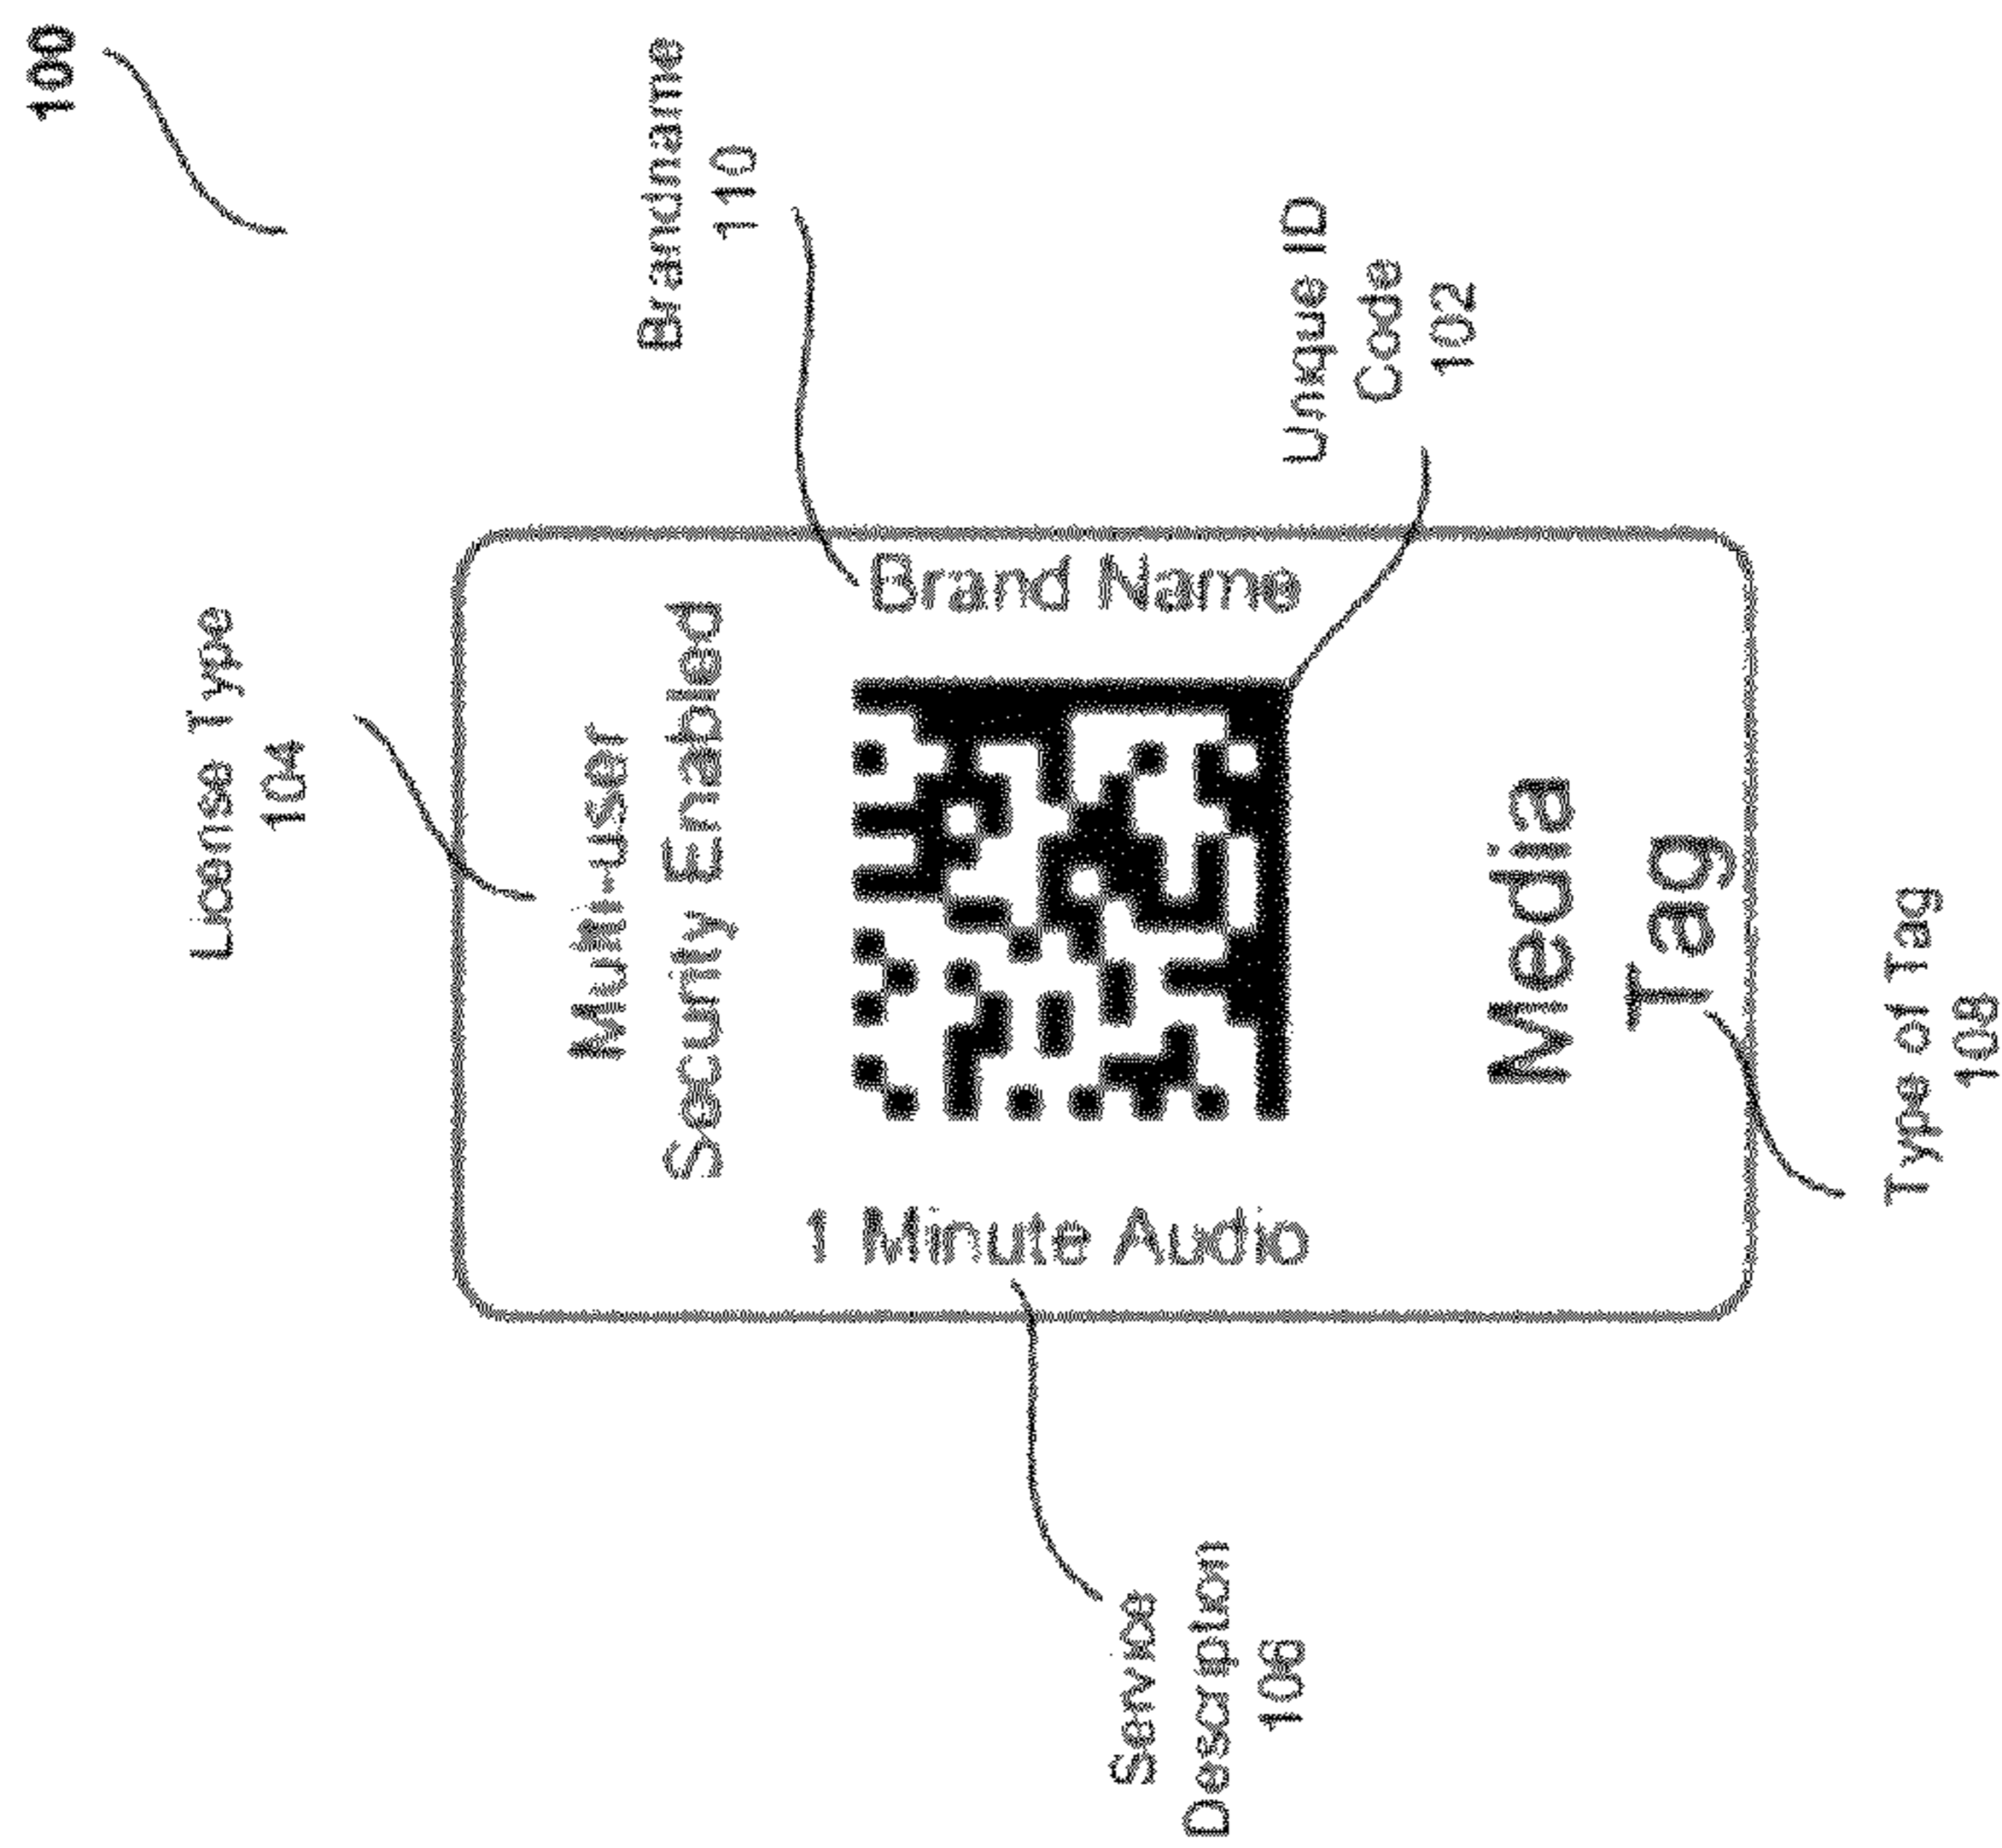 100
License Type
104
Brandname
110
Multi-user
Security Enabled
Brand Name
Unique ID
Code
102
1 Minute Audio
Media
Tag
Type of Tag
108
Service
Description
106